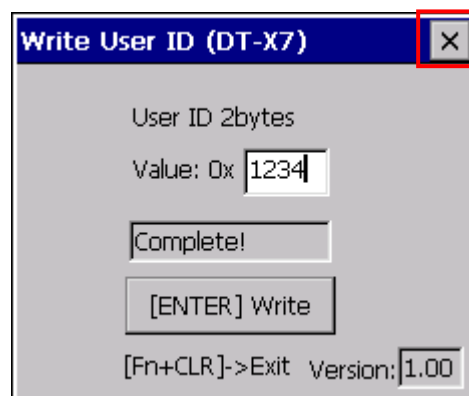 Write User ID (DT-X7)
User ID 2bytes
Value: 0x 1234
Complete!
[ENTER] Write
[Fn+CLR]->Exit Version: 1.00